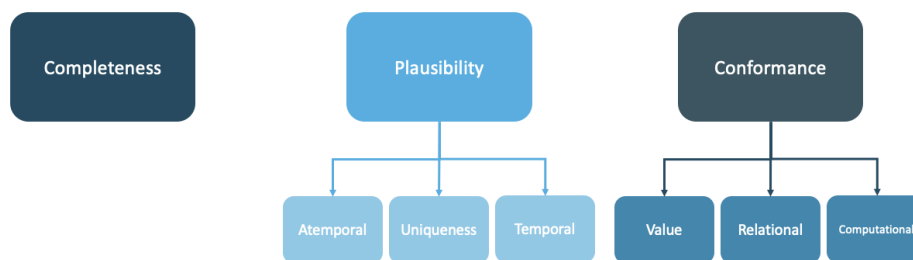 Completeness
Plausibility
Conformance
Atemporal
Uniqueness
Temporal
Value
Relational
Computational